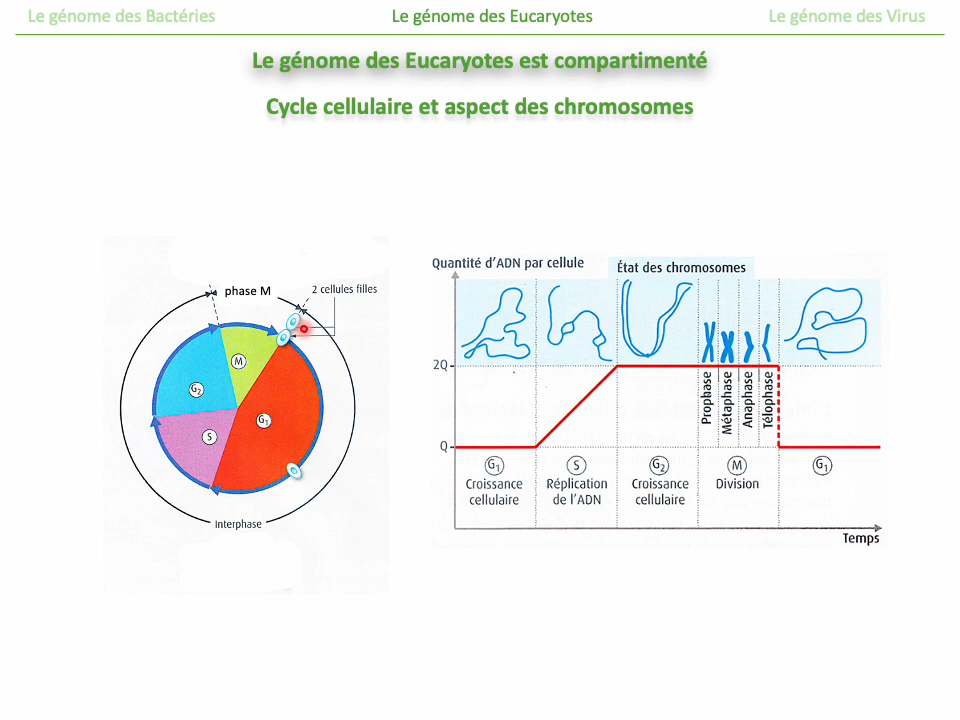 Le génome des Bactéries
Le génome des Eucaryotes
Le génome des Virus
Le génome des Eucaryotes est compartimenté
Cycle cellulaire et aspect des chromosomes
phase M
2 cellules filles
M
G2
G1
S
Interphase
Quantité d'ADN par cellule
État des chromosomes
2Q
Q
Prophase
Métaphase
Anaphase
Télophase
G1
Croissance
cellulaire
S
Réplication
de l'ADN
G2
Croissance
cellulaire
M
Division
G1
Temps